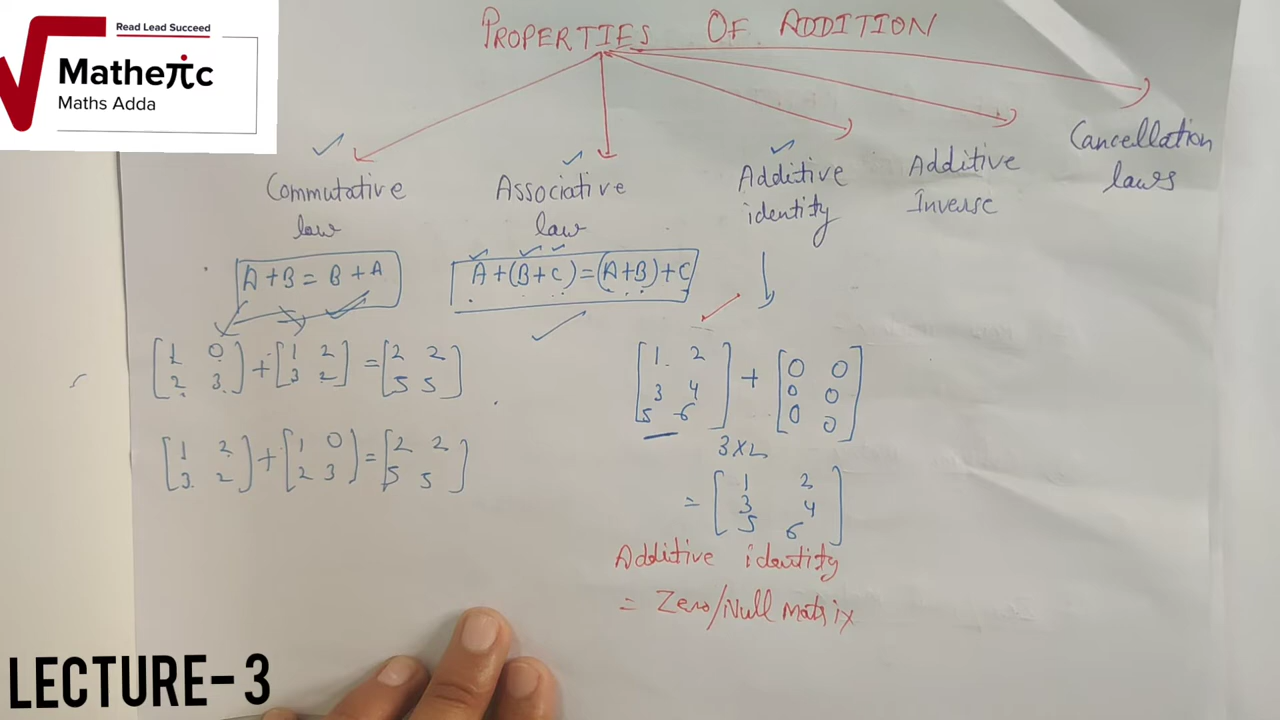 Read Lead Succeed
Matheπc
Maths Adda
PROPERTIES OF ADDITION
Commutative law
Associative law
Additive identity
Additive Inverse
Cancellation laws
A+B = B+A
A+(B+C)=(A+B)+C
[1 0
2 3] + [1 2
3 2] = [2 2
5 5]
[1 2
3 2] + [1 0
2 3] = [2 2
5 5]
[1 2
3 4
5 6] + [0 0
0 0
0 0]
3×2
= [1 2
3 4
5 6]
Additive identity
= Zero/Null matrix
LECTURE- 3